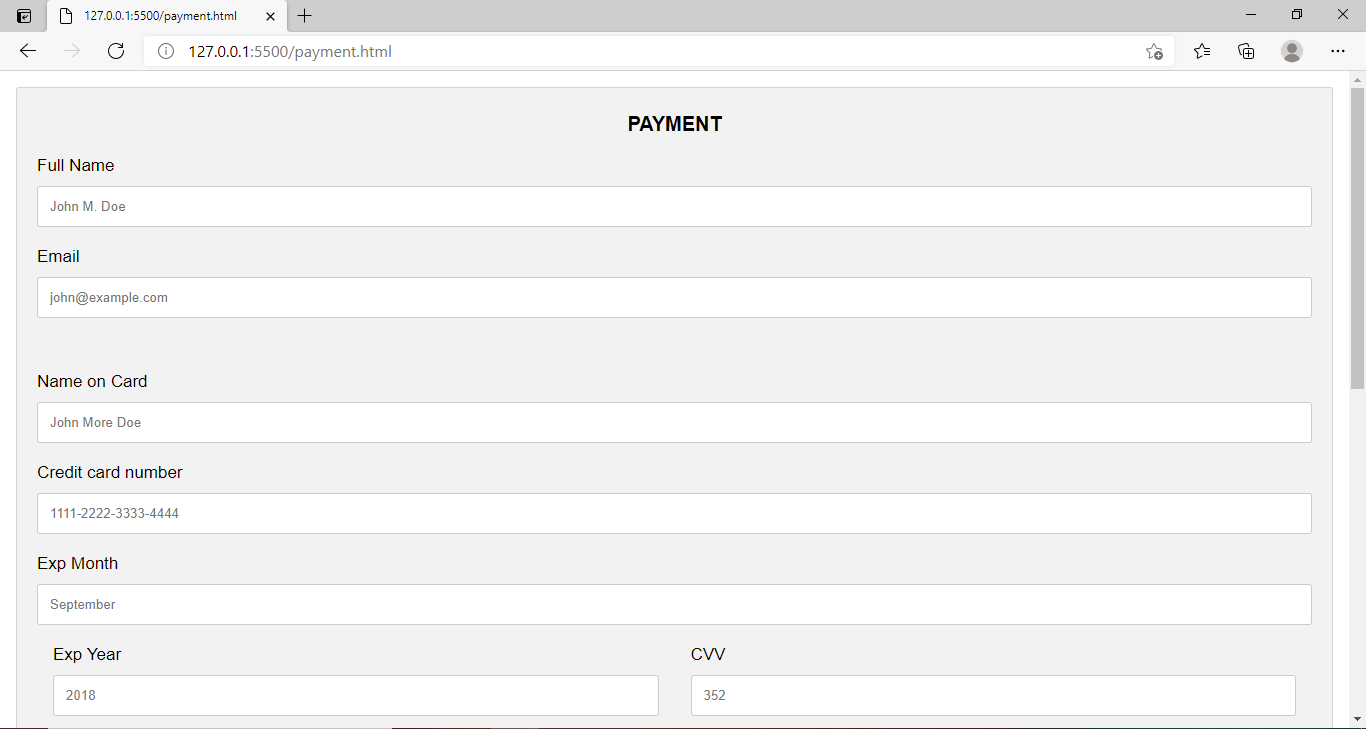 127.0.0.1:5500/payment.html
127.0.0.1:5500/payment.html
PAYMENT
Full Name
John M. Doe
Email
john@example.com
Name on Card
John More Doe
Credit card number
1111-2222-3333-4444
Exp Month
September
Exp Year CVV
2018 352